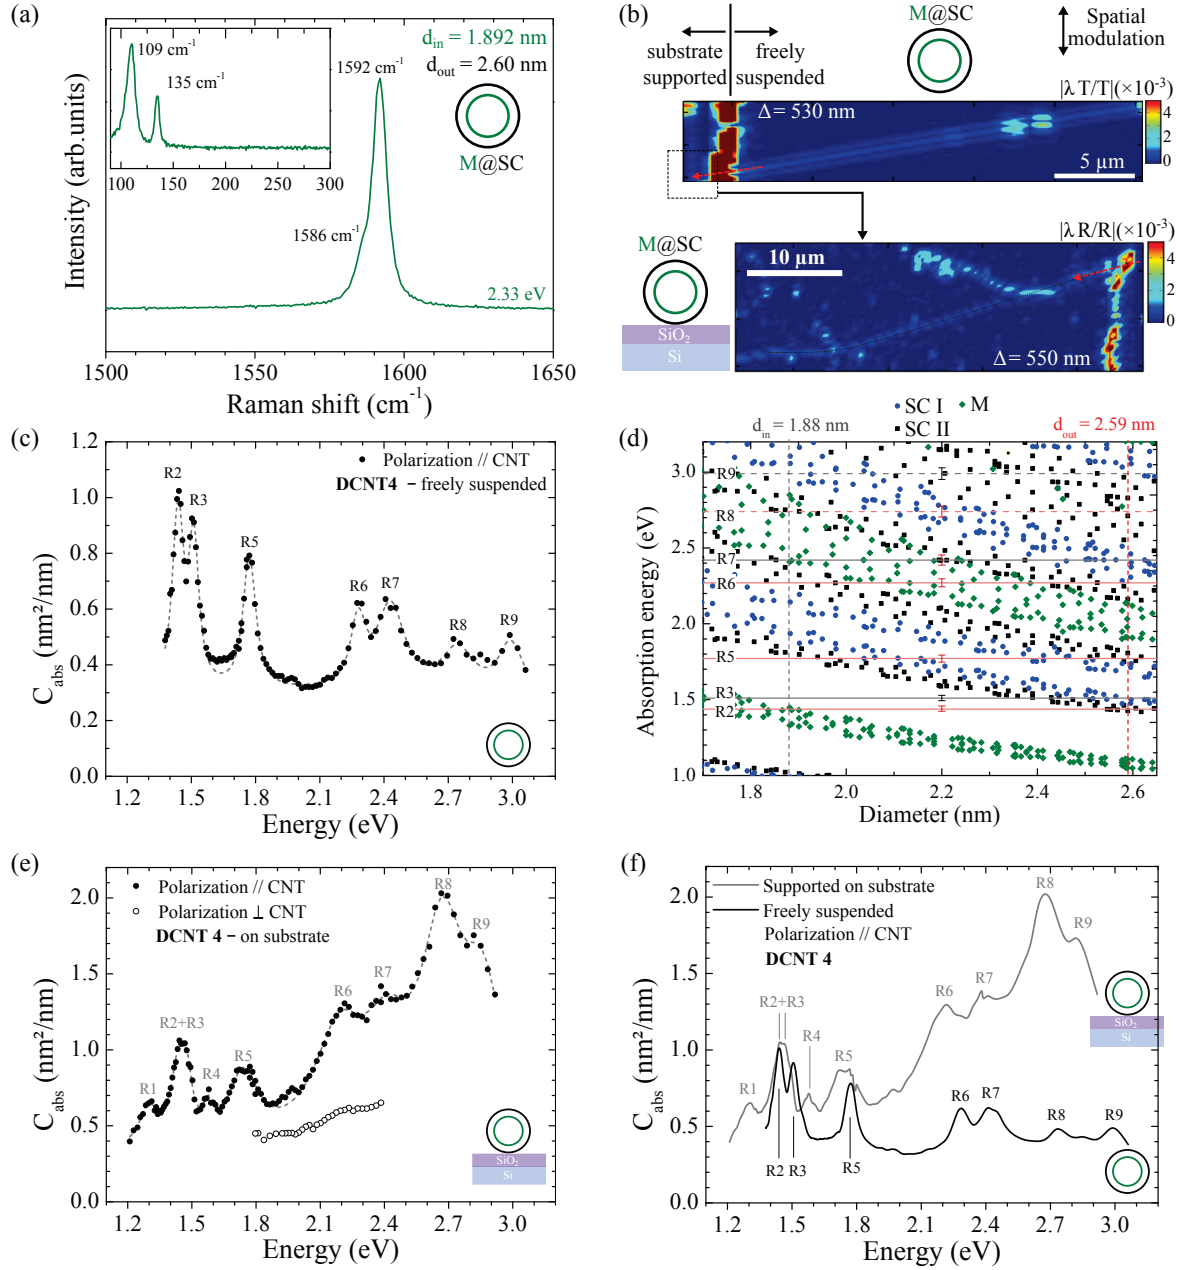 (a)
109 cm⁻¹
135 cm⁻¹
100 150 200 250 300
d_in = 1.892 nm
d_out = 2.60 nm
1592 cm⁻¹
M@SC
1586 cm⁻¹
2.33 eV
Intensity (arb.units)
1500 1550 1600 1650
Raman shift (cm⁻¹)
(b)
M@SC
Spatial
modulation
substrate
supported
freely
suspended
|λ T/T|(×10⁻³)
Δ = 530 nm
4
2
0
5 µm
M@SC
SiO₂
Si
|λ R/R|(×10⁻³)
10 µm
4
2
0
Δ = 550 nm
(c)
Polarization // CNT
DCNT4 – freely suspended
R2
R3
R5
R6
R7
R8
R9
C_abs (nm²/nm)
1.2
1.0
0.8
0.6
0.4
0.2
0.0
1.2 1.5 1.8 2.1 2.4 2.7 3.0
Energy (eV)
(d)
SC I
M
SC II
d_in = 1.88 nm
d_out = 2.59 nm
R9
R8
R7
R6
R5
R3
R2
Absorption energy (eV)
3.0
2.5
2.0
1.5
1.0
1.8 2.0 2.2 2.4 2.6
Diameter (nm)
(e)
Polarization // CNT
Polarization ⊥ CNT
DCNT 4 – on substrate
R1
R2+R3
R4
R5
R6
R7
R8
R9
SiO₂
Si
C_abs (nm²/nm)
2.0
1.5
1.0
0.5
0.0
1.2 1.5 1.8 2.1 2.4 2.7 3.0
Energy (eV)
(f)
Supported on substrate
Freely suspended
Polarization // CNT
DCNT 4
R1
R2+R3
R4
R5
R6
R7
R8
R9
SiO₂
Si
R2
R3
R5
R6
R7
R8
R9
C_abs (nm²/nm)
2.0
1.5
1.0
0.5
0.0
1.2 1.5 1.8 2.1 2.4 2.7 3.0
Energy (eV)